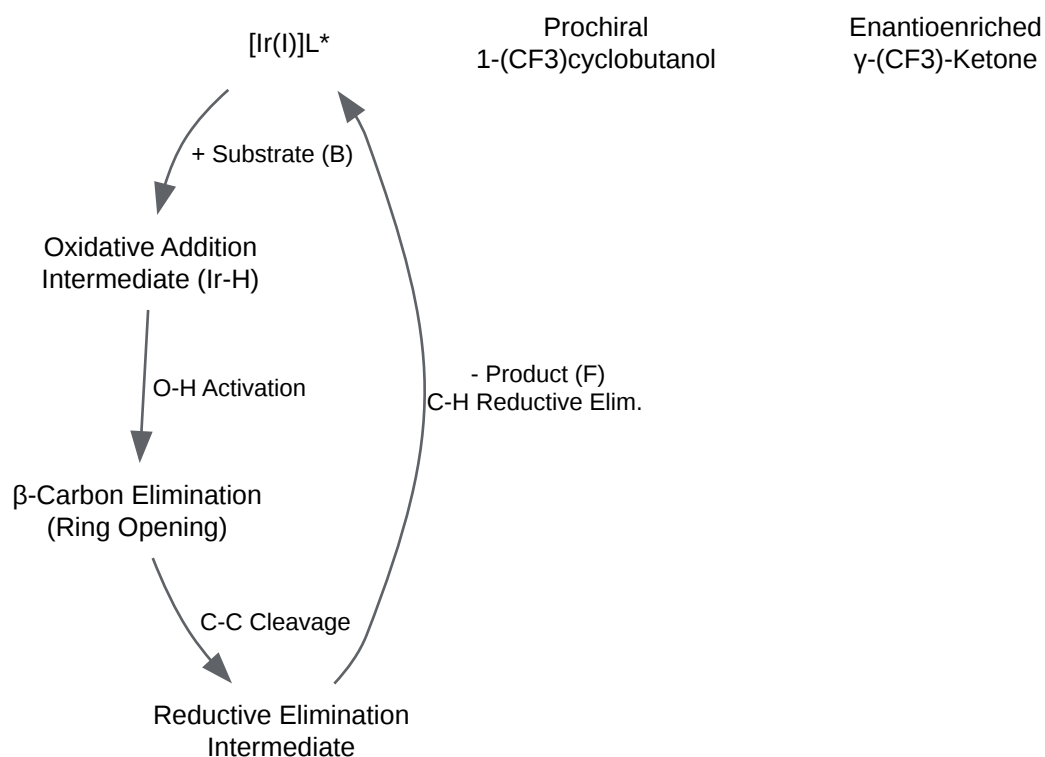 [Ir(I)]L*
Prochiral
1-(CF3)cyclobutanol
Enantioenriched
γ-(CF3)-Ketone
+ Substrate (B)
Oxidative Addition
Intermediate (Ir-H)
O-H Activation
- Product (F)
C-H Reductive Elim.
β-Carbon Elimination
(Ring Opening)
C-C Cleavage
Reductive Elimination
Intermediate